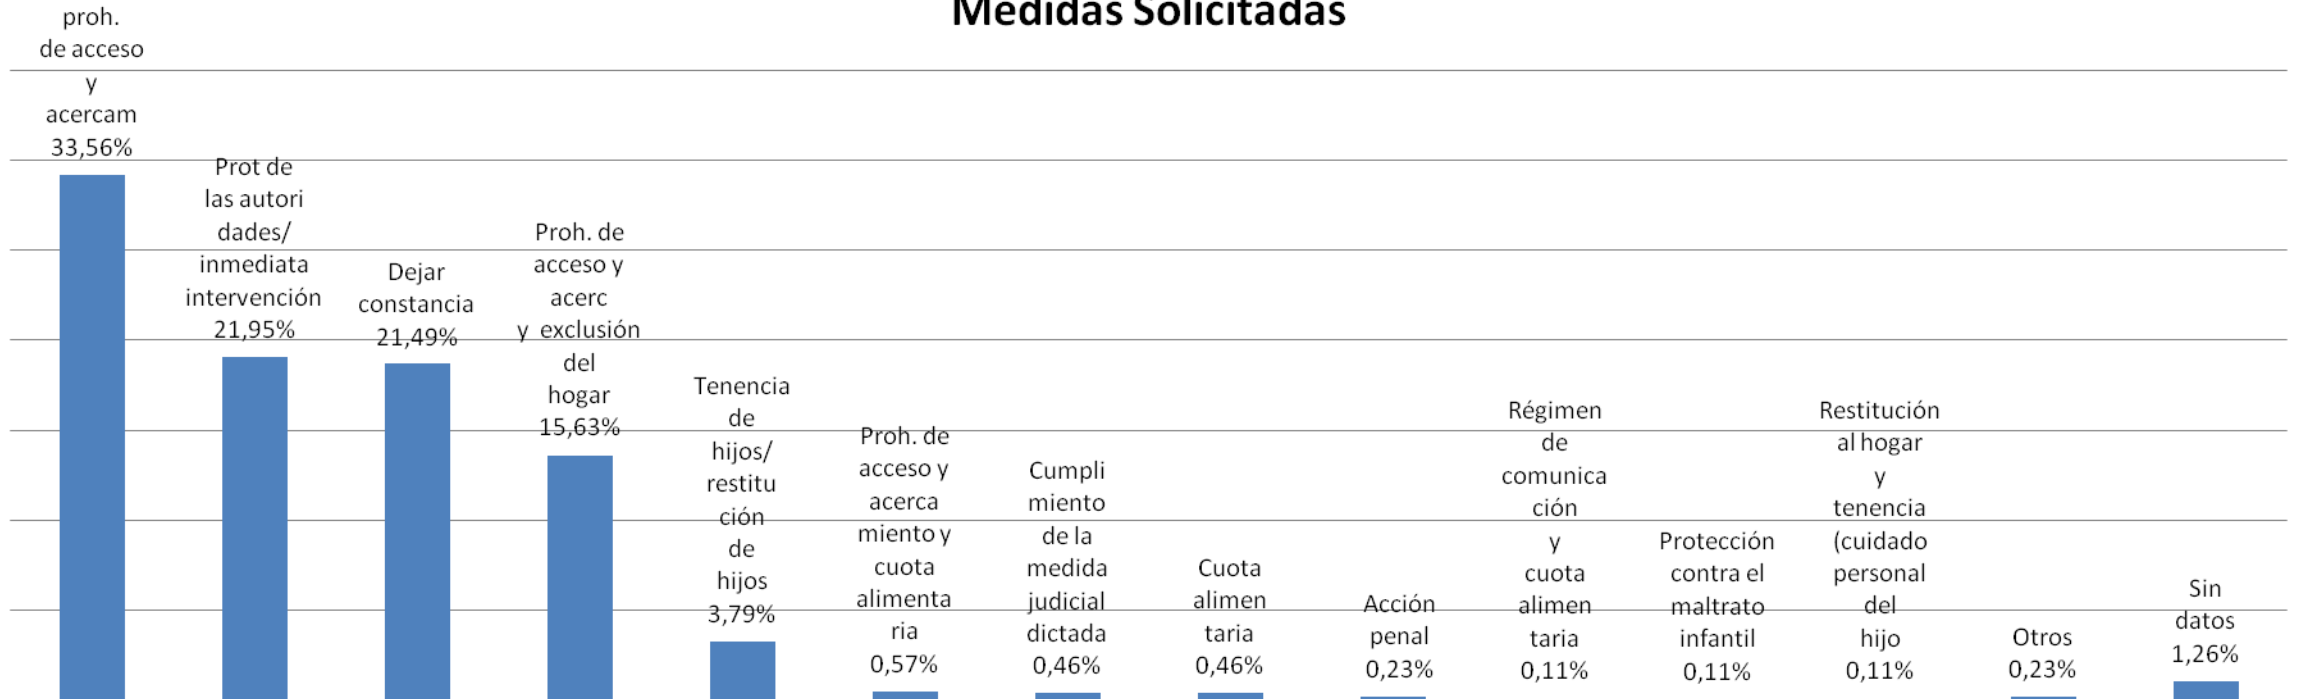 Medidas Solicitadas
proh.
de acceso
y
acercam
33,56%
Prot de
las autori
dades/
inmediata
intervención
21,95%
Dejar
constancia
21,49%
Proh. de
acceso y
acerc
y exclusión
del
hogar
15,63%
Tenencia
de
hijos/
restitu
ción
de
hijos
3,79%
Proh. de
acceso y
acerca
miento y
cuota
alimenta
ria
0,57%
Cumpli
miento
de la
medida
judicial
dictada
0,46%
Cuota
alimen
taria
0,46%
Acción
penal
0,23%
Régimen
de
comunica
ción
y
cuota
alimen
taria
0,11%
Protección
contra el
maltrato
infantil
0,11%
Restitución
al hogar
y
tenencia
(cuidado
personal
del
hijo
0,11%
Otros
0,23%
Sin
datos
1,26%